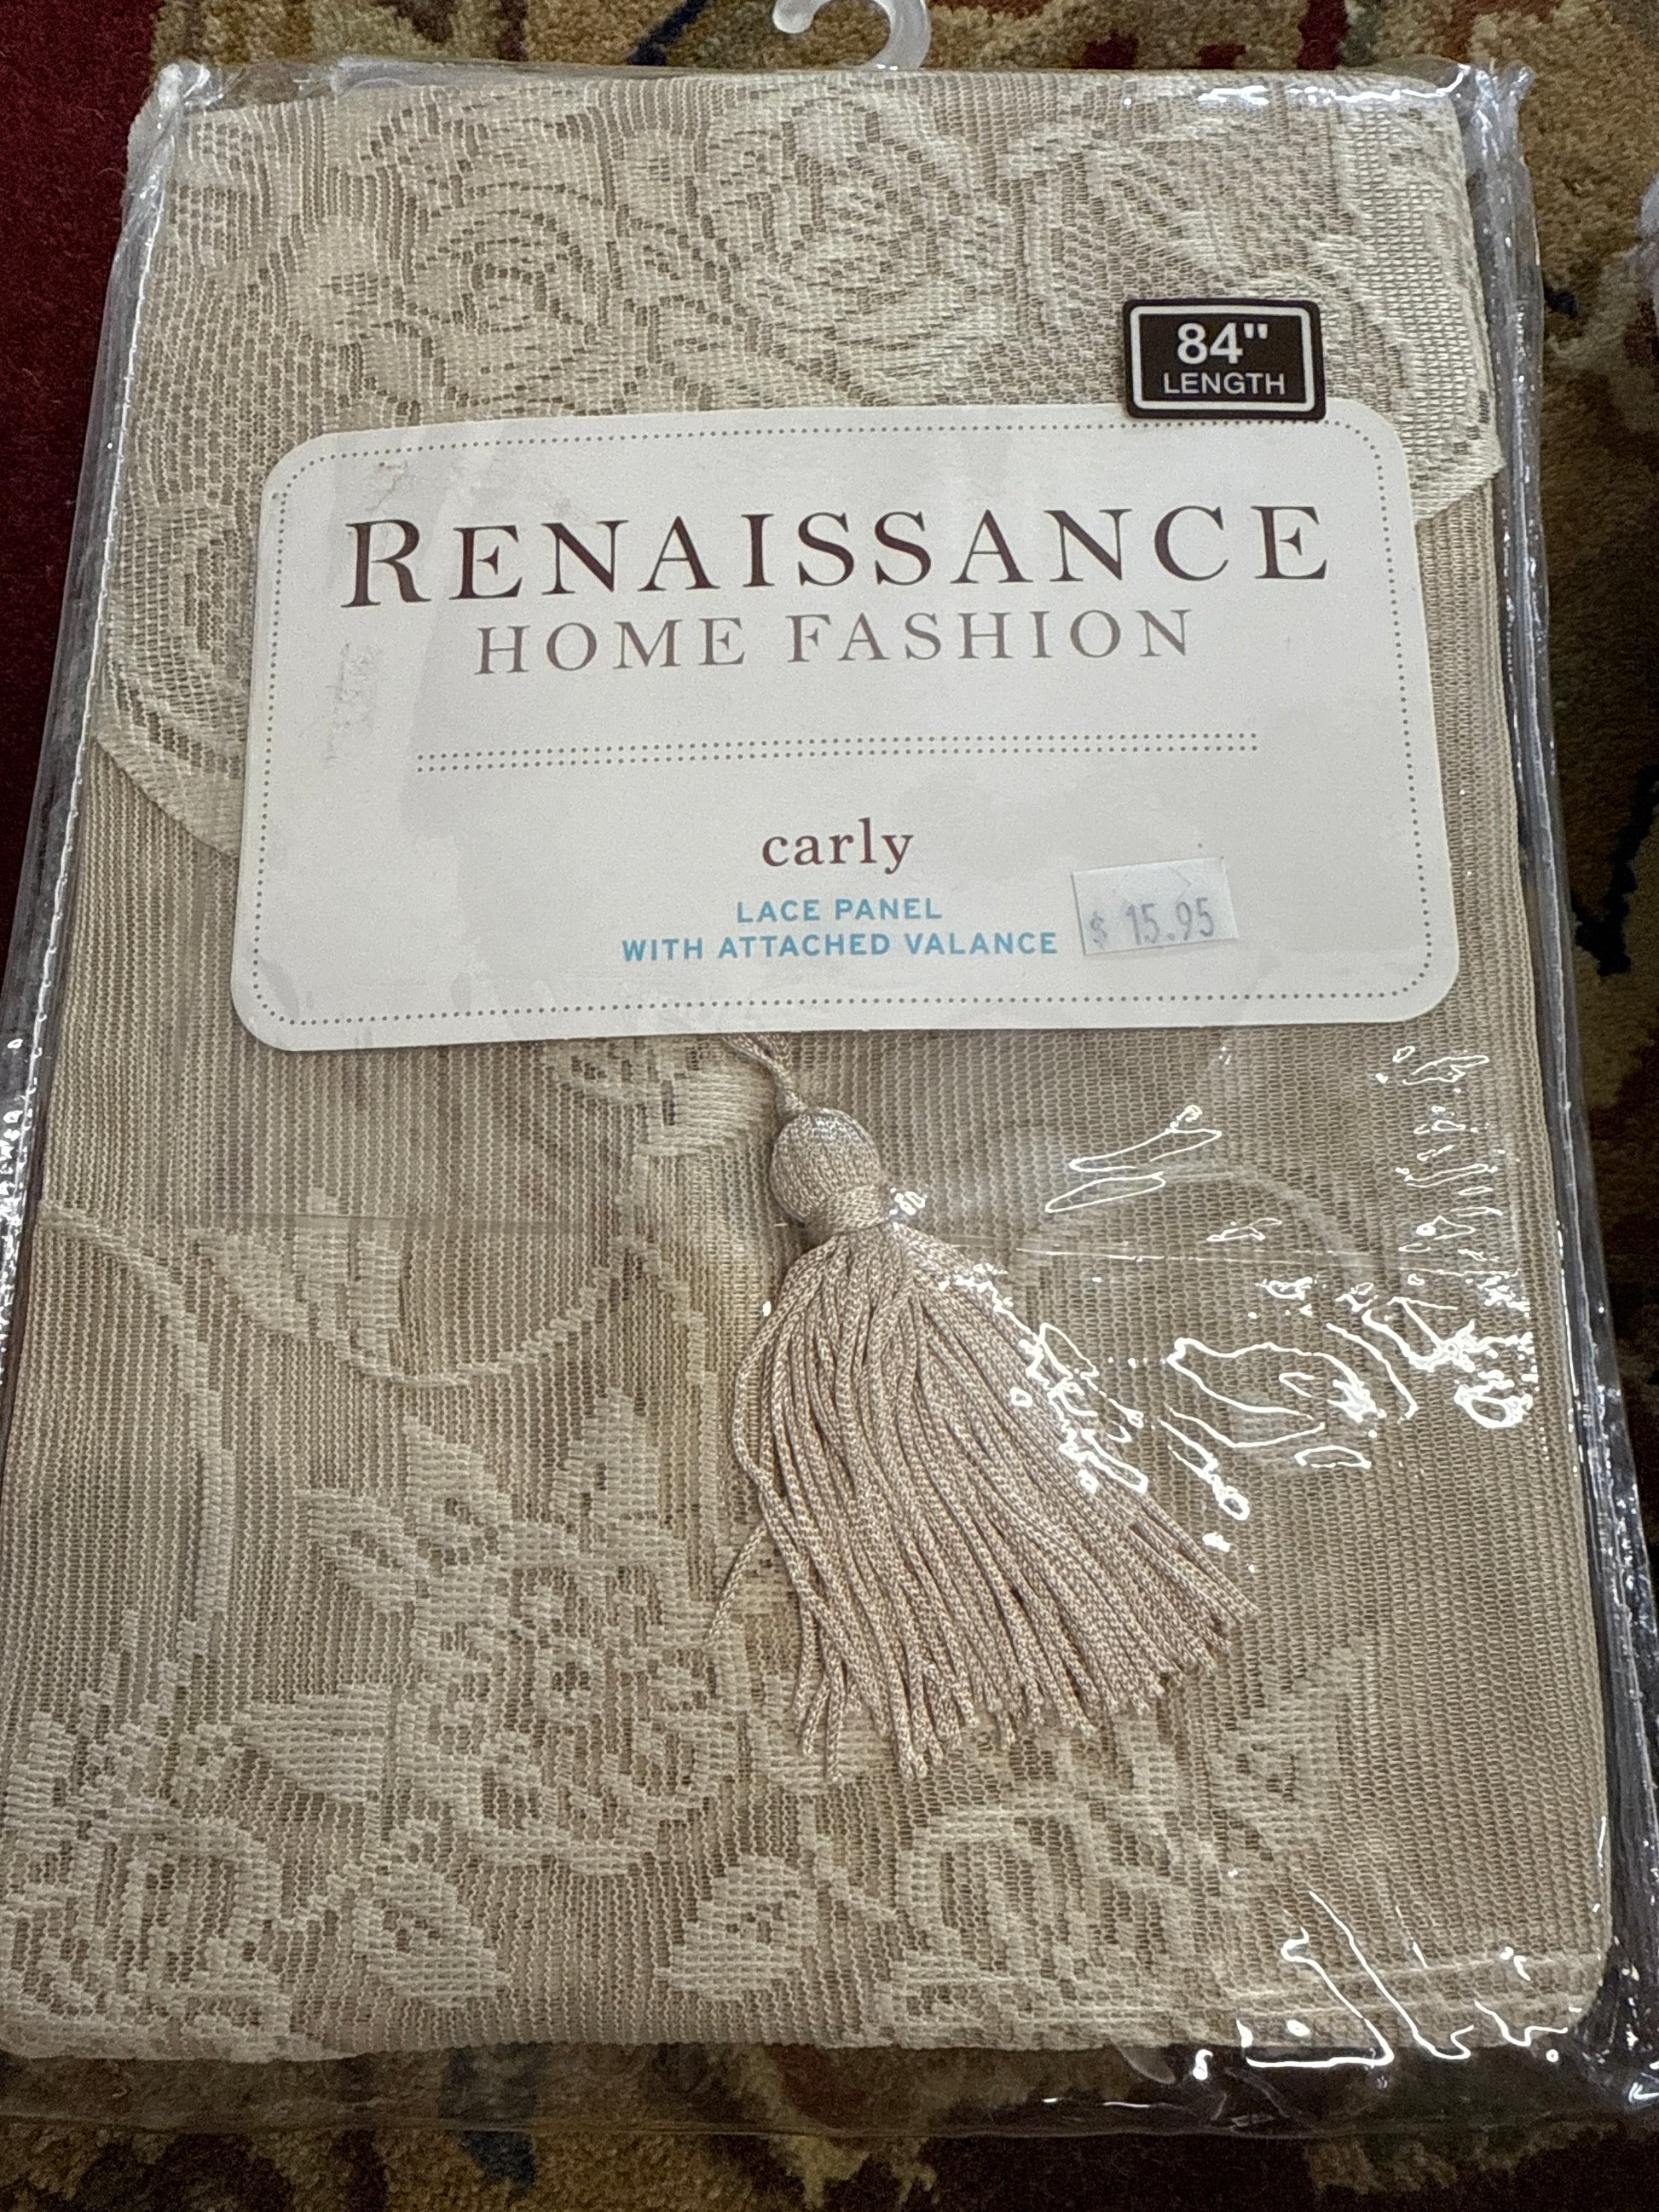 84"
LENGTH
RENAISSANCE
HOME FASHION
carly
LACE PANEL
WITH ATTACHED VALANCE
$ 15.95